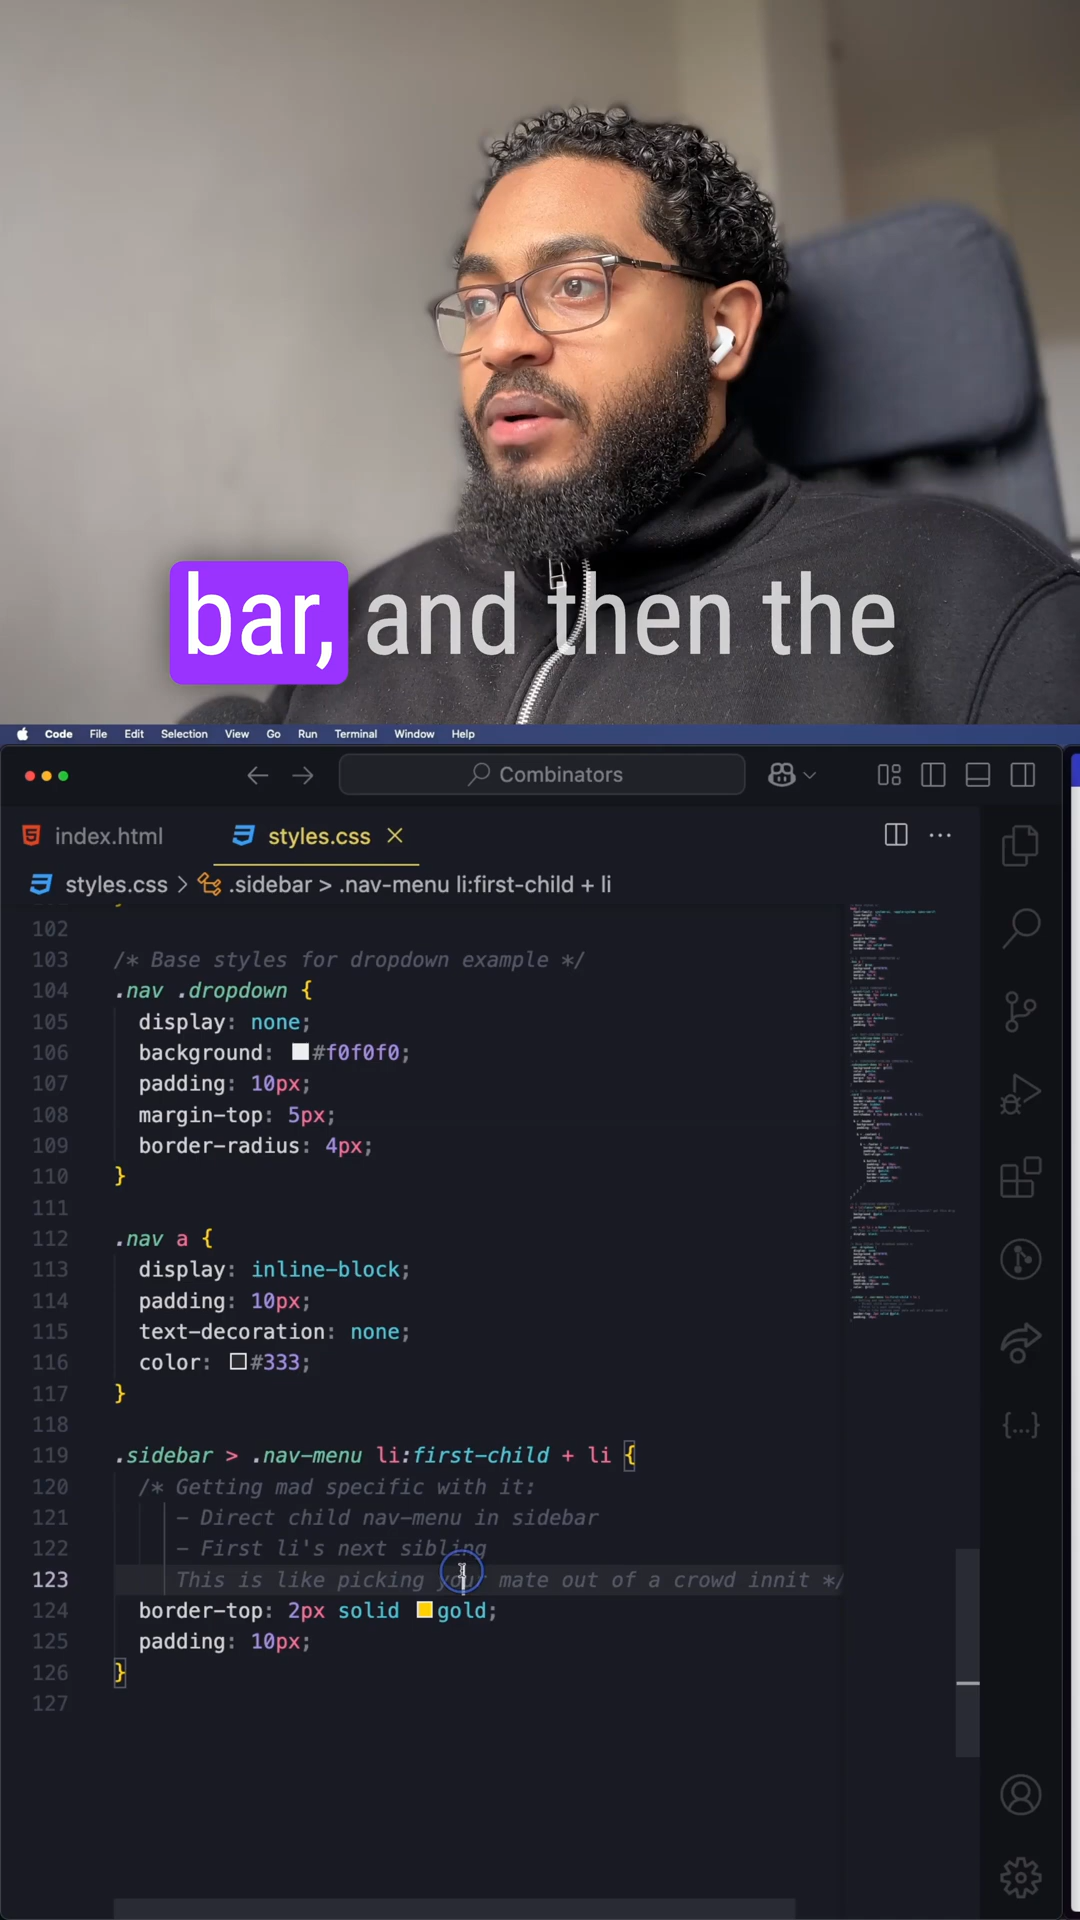 bar, and then the
Code File Edit Selection View Go Run Terminal Window Help
Combinators
index.html styles.css
styles.css > .sidebar > .nav-menu li:first-child + li
102
103 /* Base styles for dropdown example */
104 .nav .dropdown {
105 display: none;
106 background: #f0f0f0;
107 padding: 10px;
108 margin-top: 5px;
109 border-radius: 4px;
110 }
111
112 .nav a {
113 display: inline-block;
114 padding: 10px;
115 text-decoration: none;
116 color: #333;
117 }
118
119 .sidebar > .nav-menu li:first-child + li {
120 /* Getting mad specific with it:
121 - Direct child nav-menu in sidebar
122 - First li's next sibling
123 This is like picking your mate out of a crowd innit */
124 border-top: 2px solid gold;
125 padding: 10px;
126 }
127